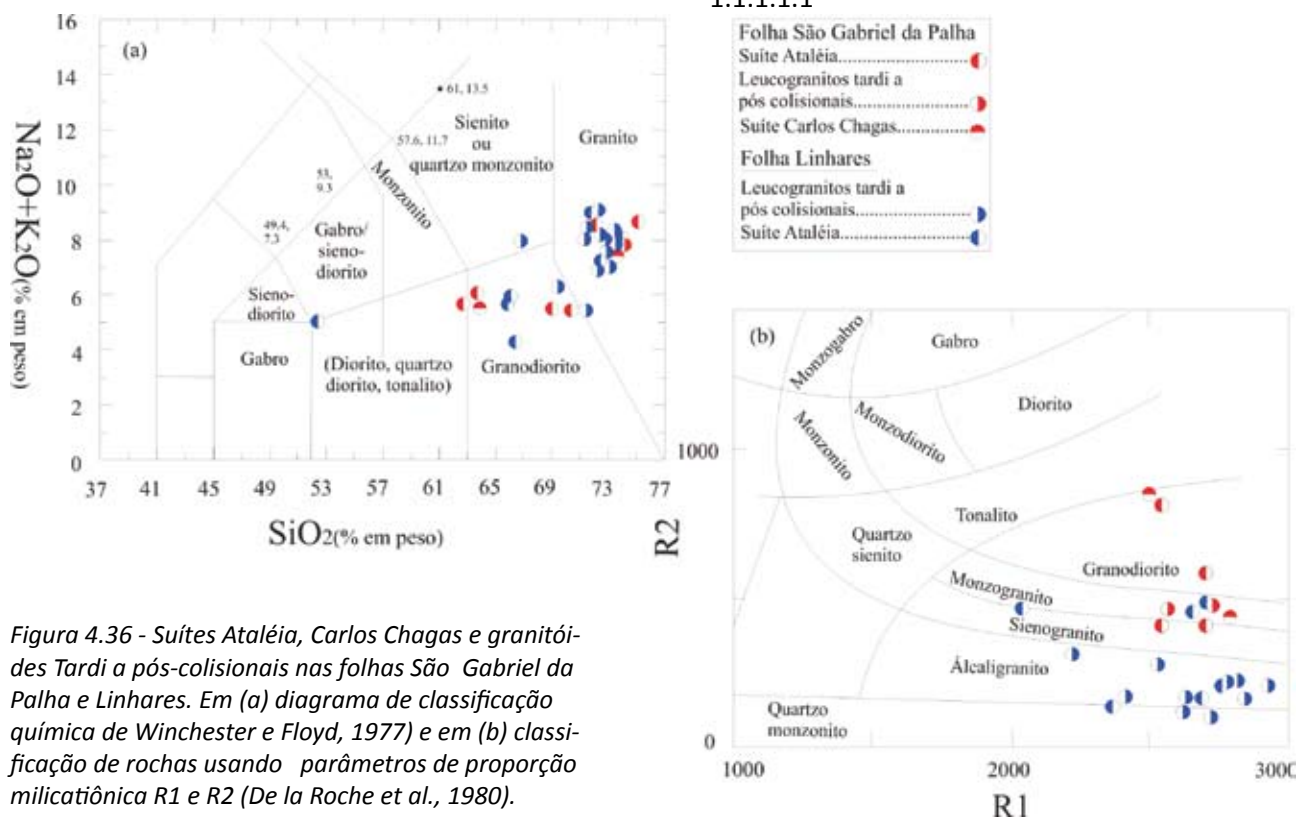 1.1.1.1.1
16
14
12
10
8
6
4
2
0
Na2O+K2O(% em peso)
(a)
61, 13.5
57.6, 11.7
53,
9.3
49.4,
7.3
Sienito
ou
quartzo monzonito
Granito
Monzonito
Gabro/
sieno-
diorito
Sieno-
diorito
Gabro
(Diorito, quartzo
diorito, tonalito)
Granodiorito
37 41 45 49 53 57 61 65 69 73 77
SiO2(% em peso)
Folha São Gabriel da Palha
Suíte Ataléia
Leucogranitos tardi a
pós colisionais
Suíte Carlos Chagas
Folha Linhares
Leucogranitos tardi a
pós colisionais
Suíte Ataléia
(b)
Monzogabro
Gabro
Monzonito
Monzodiorito
Diorito
Tonalito
Quartzo
sienito
Granodiorito
Monzogranito
Sienogranito
Álcaligranito
Quartzo
monzonito
1000
0
R2
1000 2000 3000
R1
Figura 4.36 - Suítes Ataléia, Carlos Chagas e granitói-
des Tardi a pós-colisionais nas folhas São Gabriel da
Palha e Linhares. Em (a) diagrama de classificação
química de Winchester e Floyd, 1977) e em (b) classi-
ficação de rochas usando parâmetros de proporção
milicatiônica R1 e R2 (De la Roche et al., 1980).